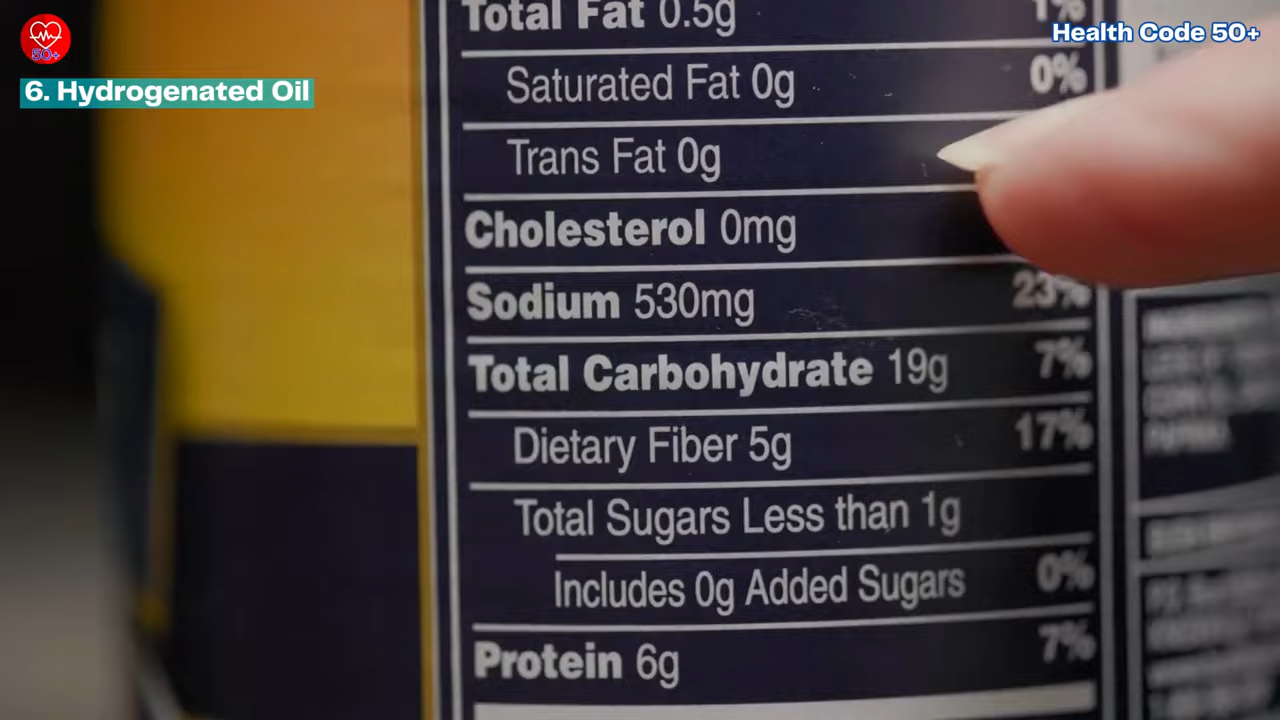 50+
Health Code 50+
6. Hydrogenated Oil
Total Fat 0.5g 1%
Saturated Fat 0g 0%
Trans Fat 0g
Cholesterol 0mg
Sodium 530mg 23%
Total Carbohydrate 19g 7%
Dietary Fiber 5g 17%
Total Sugars Less than 1g
Includes 0g Added Sugars 0%
Protein 6g 7%